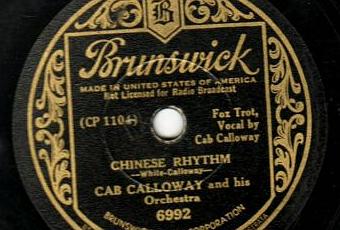 B
Brunswick
MADE IN UNITED STATES OF AMERICA
Not Licensed for Radio Broadcast
(CP 1104)
Fox Trot,
Vocal by
Cab Calloway
CHINESE RHYTHM
—White-Calloway—
CAB CALLOWAY and his
Orchestra
6992
BRUNSWICK CORPORATION